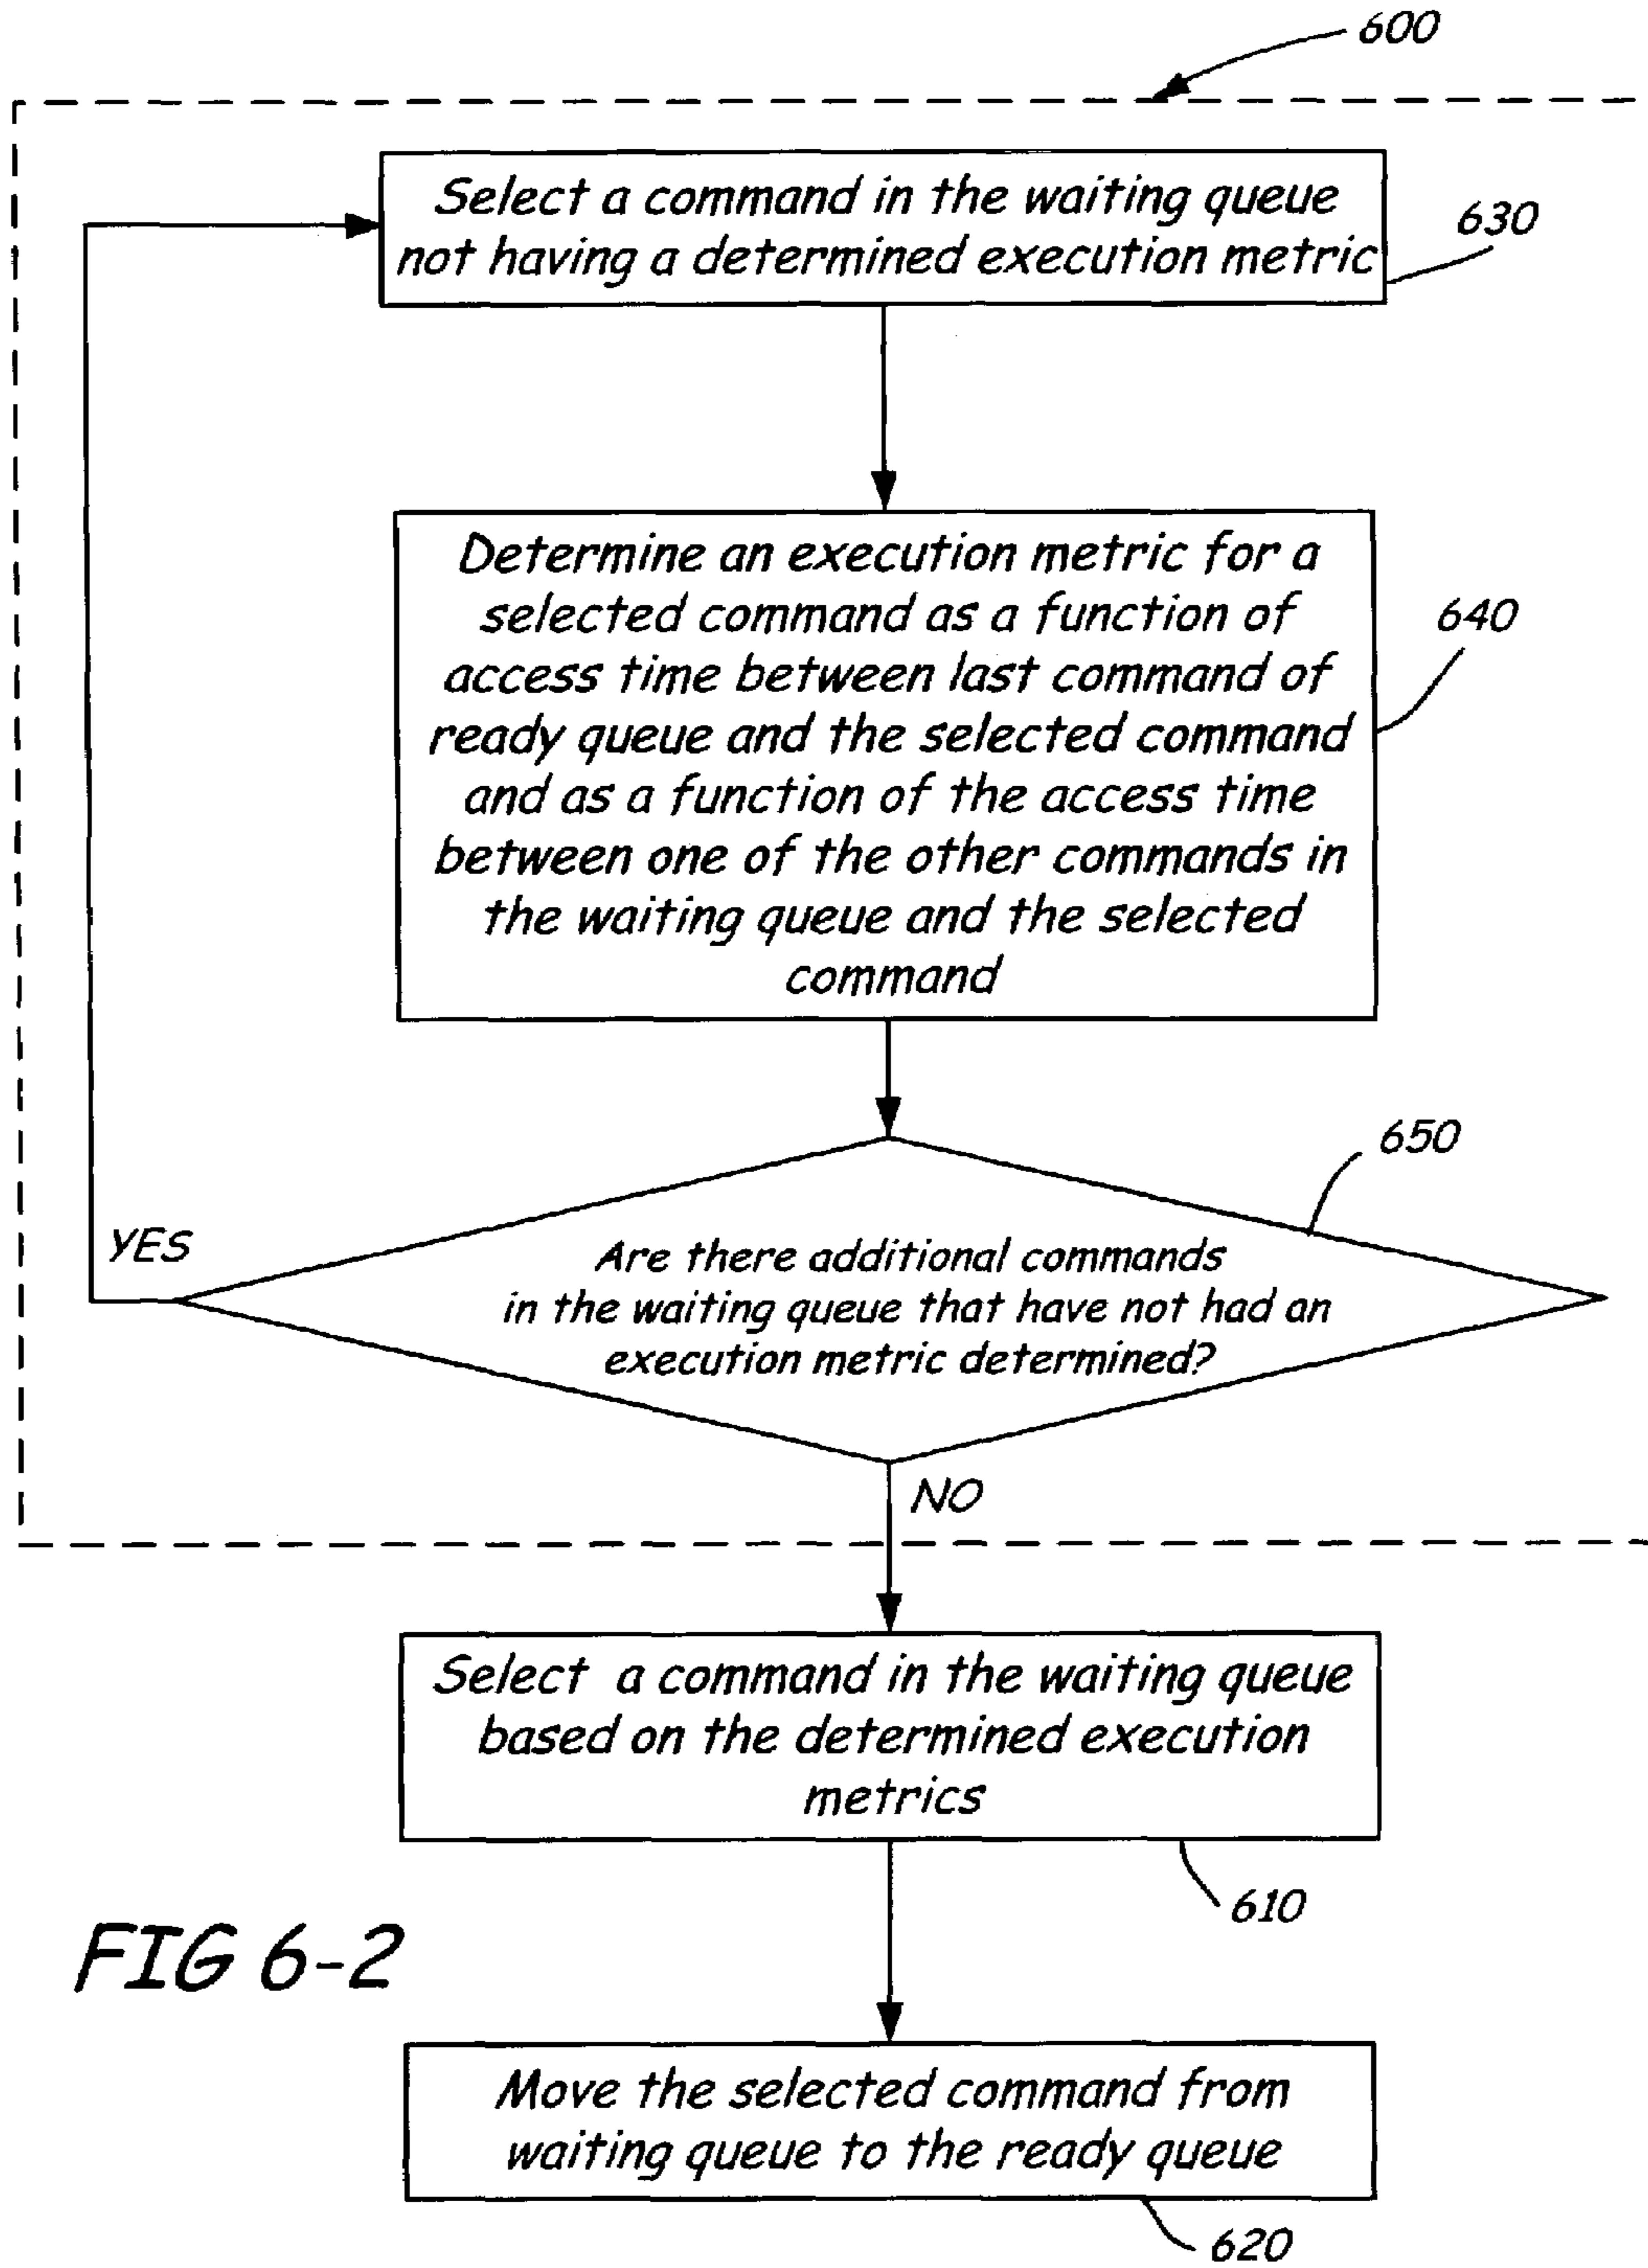 600
Select a command in the waiting queue
not having a determined execution metric
630
Determine an execution metric for a
selected command as a function of
access time between last command of
ready queue and the selected command
and as a function of the access time
between one of the other commands in
the waiting queue and the selected
command
640
650
YES
Are there additional commands
in the waiting queue that have not had an
execution metric determined?
NO
Select a command in the waiting queue
based on the determined execution
metrics
610
FIG 6-2
Move the selected command from
waiting queue to the ready queue
620